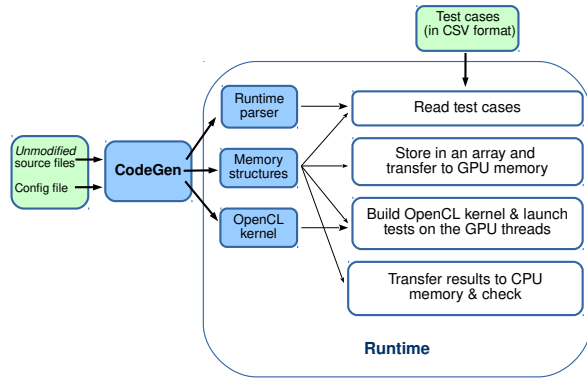 Test cases
(in CSV format)
Runtime
parser
Read test cases
Unmodified
source files
Config file
CodeGen
Memory
structures
Store in an array and
transfer to GPU memory
OpenCL
kernel
Build OpenCL kernel & launch
tests on the GPU threads
Transfer results to CPU
memory & check
Runtime